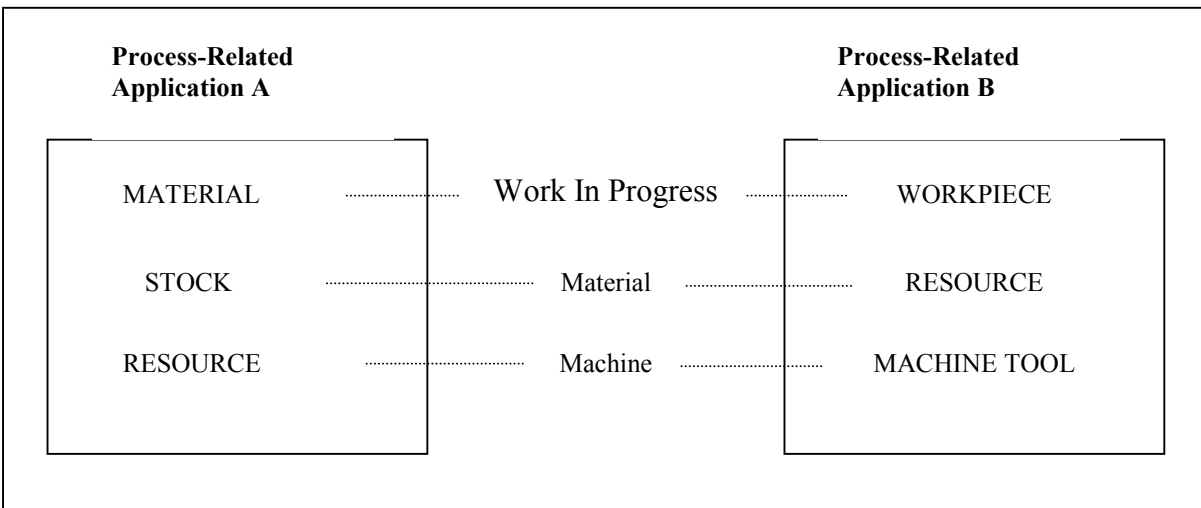 Process-Related
Application A
Process-Related
Application B
MATERIAL Work In Progress WORKPIECE
STOCK Material RESOURCE
RESOURCE Machine MACHINE TOOL